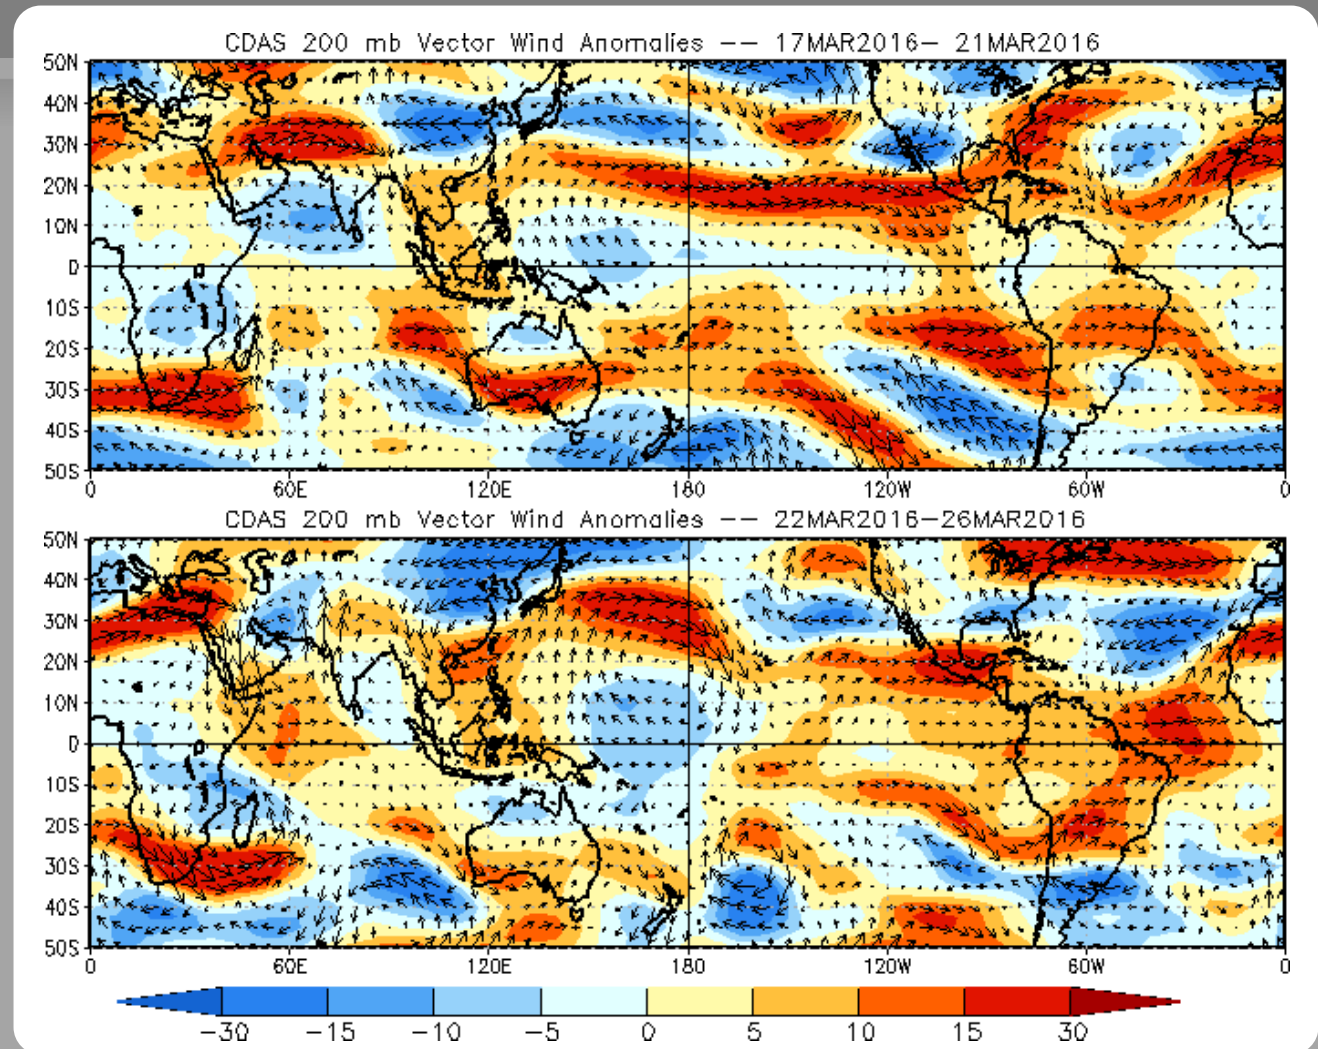 CDAS 200 mb Vector Wind Anomalies -- 17MAR2016- 21MAR2016
50N
40N
30N
20N
10N
0
10S
20S
30S
40S
50S
0 60E 120E 180 120W 60W 0
CDAS 200 mb Vector Wind Anomalies -- 22MAR2016-26MAR2016
50N
40N
30N
20N
10N
0
10S
20S
30S
40S
50S
0 60E 120E 180 120W 60W 0
-30 -15 -10 -5 0 5 10 15 30